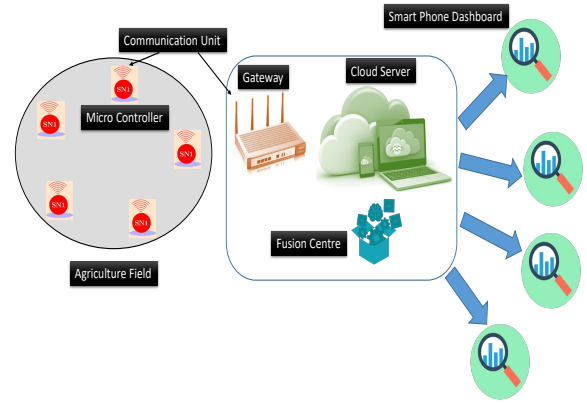 Smart Phone Dashboard
Communication Unit
Gateway
Cloud Server
SN1
Micro Controller
SN1
SN1
SN1
SN1
Fusion Centre
Agriculture Field